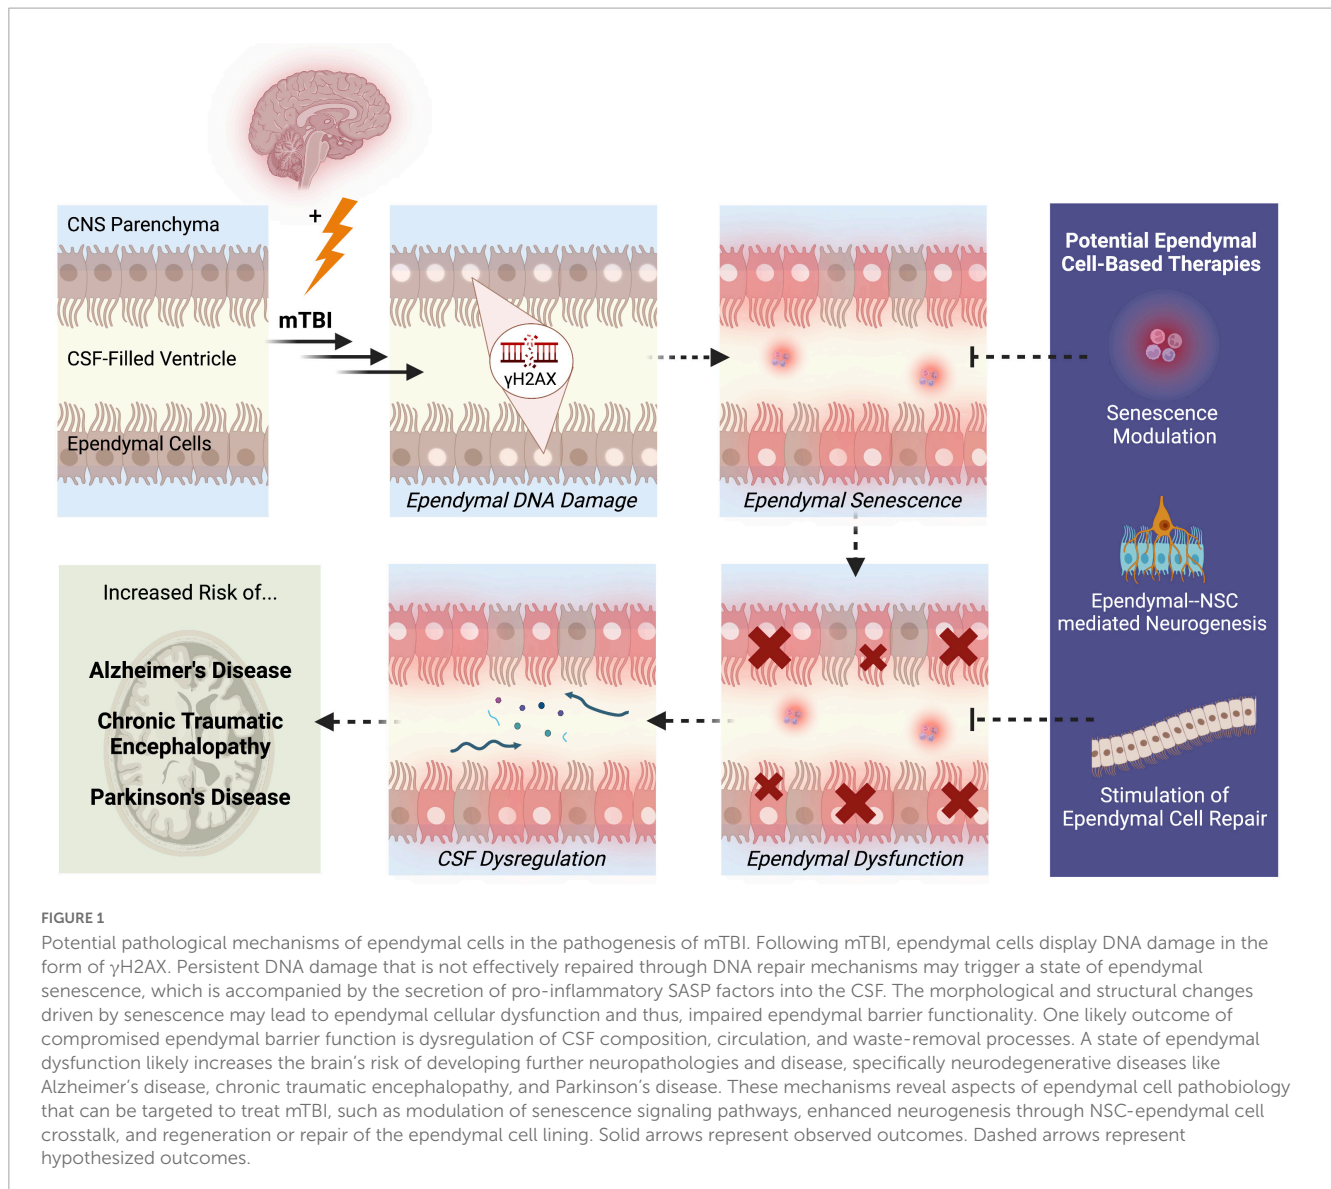 +
mTBI
CNS Parenchyma
CSF-Filled Ventricle
Ependymal Cells
γH2AX
Ependymal DNA Damage
Ependymal Senescence
Potential Ependymal
Cell-Based Therapies
Senescence
Modulation
Ependymal--NSC
mediated Neurogenesis
Stimulation of
Ependymal Cell Repair
Increased Risk of...
Alzheimer's Disease
Chronic Traumatic
Encephalopathy
Parkinson's Disease
CSF Dysregulation
Ependymal Dysfunction
FIGURE 1
Potential pathological mechanisms of ependymal cells in the pathogenesis of mTBI. Following mTBI, ependymal cells display DNA damage in the
form of γH2AX. Persistent DNA damage that is not effectively repaired through DNA repair mechanisms may trigger a state of ependymal
senescence, which is accompanied by the secretion of pro-inflammatory SASP factors into the CSF. The morphological and structural changes
driven by senescence may lead to ependymal cellular dysfunction and thus, impaired ependymal barrier functionality. One likely outcome of
compromised ependymal barrier function is dysregulation of CSF composition, circulation, and waste-removal processes. A state of ependymal
dysfunction likely increases the brain's risk of developing further neuropathologies and disease, specifically neurodegenerative diseases like
Alzheimer's disease, chronic traumatic encephalopathy, and Parkinson's disease. These mechanisms reveal aspects of ependymal cell pathobiology
that can be targeted to treat mTBI, such as modulation of senescence signaling pathways, enhanced neurogenesis through NSC-ependymal cell
crosstalk, and regeneration or repair of the ependymal cell lining. Solid arrows represent observed outcomes. Dashed arrows represent
hypothesized outcomes.